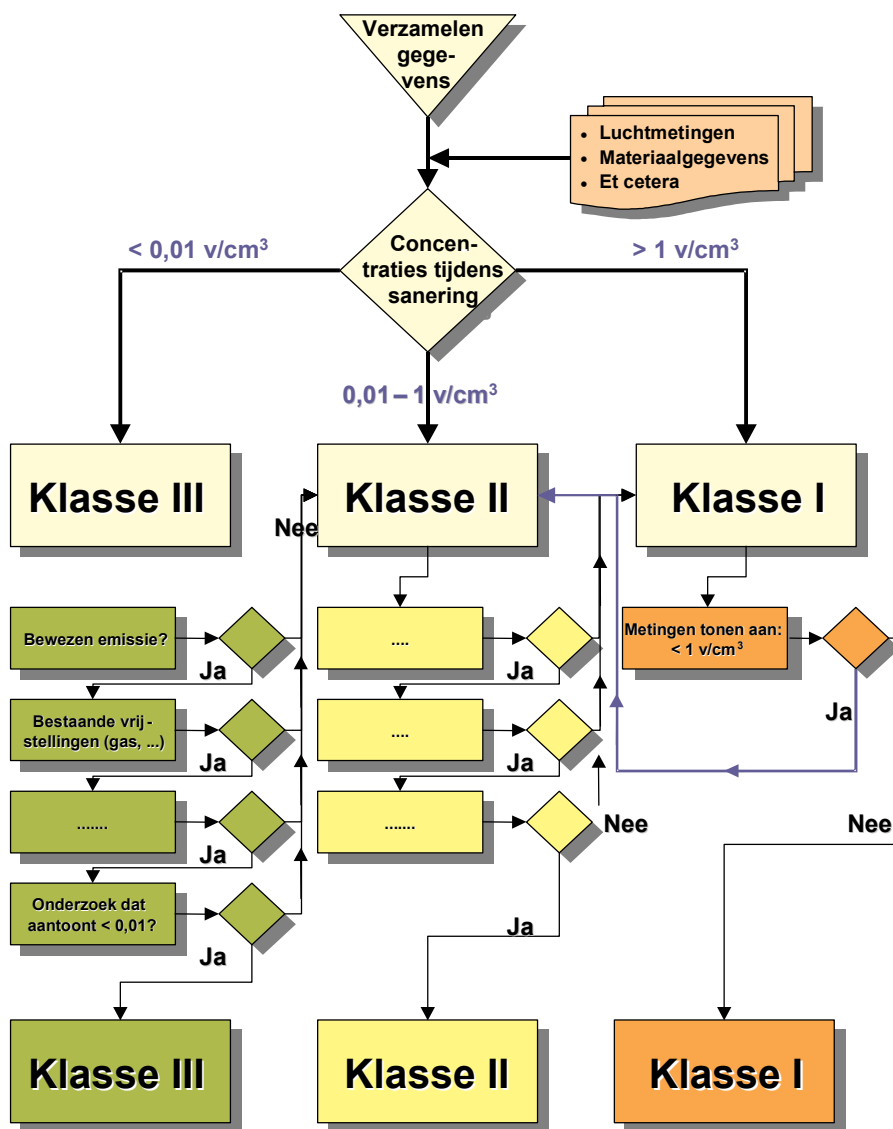 Verzamelen
gege-
vens
• Luchtmetingen
• Materiaalgegevens
• Et cetera
< 0,01 v/cm³
Concen-
traties tijdens
sanering
> 1 v/cm³
0,01 – 1 v/cm³
Klasse III
Klasse II
Klasse I
Nee
Bewezen emissie?
....
Metingen tonen aan:
< 1 v/cm³
Ja
Ja
Ja
Bestaande vrij-
stellingen (gas, ...)
....
Ja
Ja
.......
.......
Nee
Nee
Ja
Onderzoek dat
aantoont < 0,01?
Ja
Ja
Klasse III
Klasse II
Klasse I